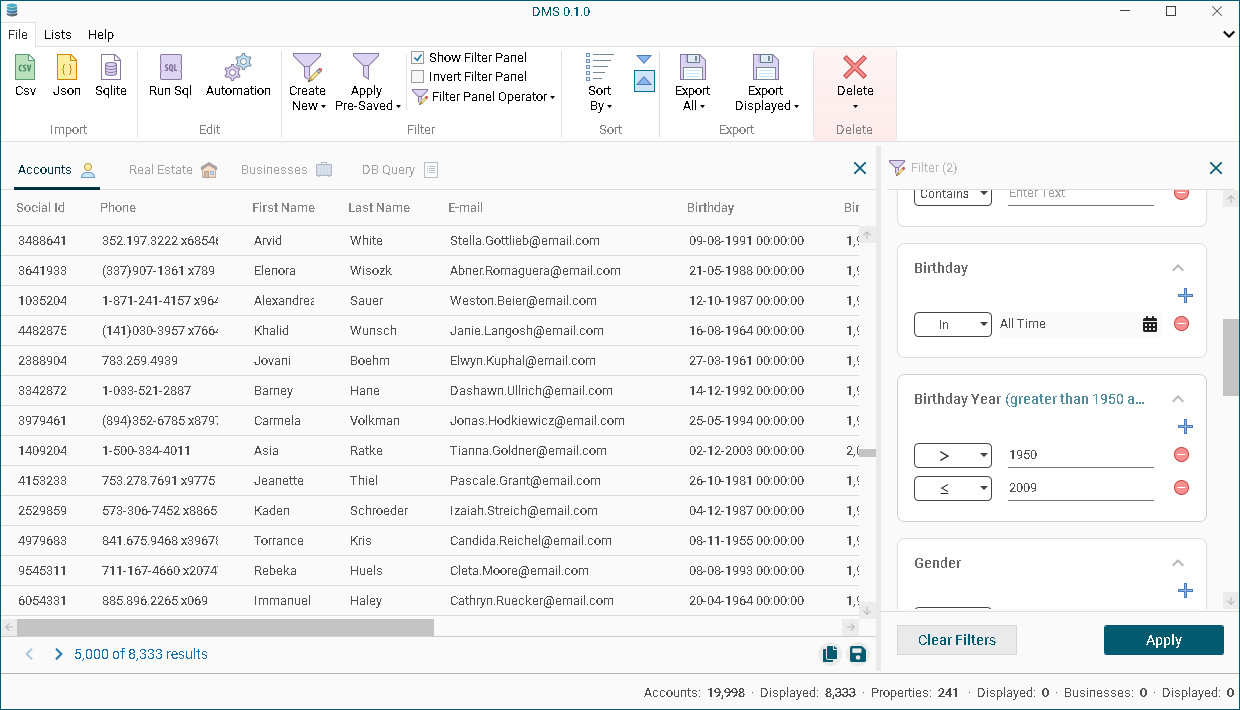 DMS 0.1.0
File Lists Help
CSV { } SQL
Csv Json Sqlite Run Sql Automation Create New Apply Pre-Saved
Show Filter Panel
Invert Filter Panel
Filter Panel Operator
Sort By Export All Export Displayed Delete
Import Edit Filter Sort Export Delete
Accounts Real Estate Businesses DB Query
Social Id Phone First Name Last Name E-mail Birthday Bir
3488641 352.197.3222 x6854 Arvid White Stella.Gottlieb@email.com 09-08-1991 00:00:00 1,9
3641933 (337)907-1361 x789 Elenora Wisozk Abner.Romaguera@email.com 21-05-1988 00:00:00 1,9
1035204 1-871-241-4157 x964 Alexandrea Sauer Weston.Beier@email.com 12-10-1987 00:00:00 1,9
4482875 (141)030-3957 x7664 Khalid Wunsch Janie.Langosh@email.com 16-08-1964 00:00:00 1,9
2388904 783.259.4939 Jovani Boehm Elwyn.Kuphal@email.com 27-03-1961 00:00:00 1,9
3342872 1-033-521-2887 Barney Hane Dashawn.Ullrich@email.com 14-12-1992 00:00:00 1,9
3979461 (894)352-6785 x8797 Carmela Volkman Jonas.Hodkiewicz@email.com 25-05-1994 00:00:00 1,9
1409204 1-500-334-4011 Asia Ratke Tianna.Goldner@email.com 02-12-2003 00:00:00 2,0
4153233 753.278.7691 x9775 Jeanette Thiel Pascale.Grant@email.com 26-10-1981 00:00:00 1,9
2529859 573-306-7452 x8865 Kaden Schroeder Izaiah.Streich@email.com 04-12-1987 00:00:00 1,9
4979683 841.675.9468 x39678 Torrance Kris Candida.Reichel@email.com 08-11-1955 00:00:00 1,9
9545311 711-167-4660 x2074 Rebeka Huels Cleta.Moore@email.com 08-08-1993 00:00:00 1,9
6054331 885.896.2265 x069 Immanuel Haley Cathryn.Ruecker@email.com 20-04-1964 00:00:00 1,9
5,000 of 8,333 results
Filter (2)
Contains Enter Text
Birthday
In All Time
Birthday Year (greater than 1950 a...
> 1950
≤ 2009
Gender
Clear Filters Apply
Accounts: 19,998 · Displayed: 8,333 · Properties: 241 · Displayed: 0 · Businesses: 0 · Displayed: 0